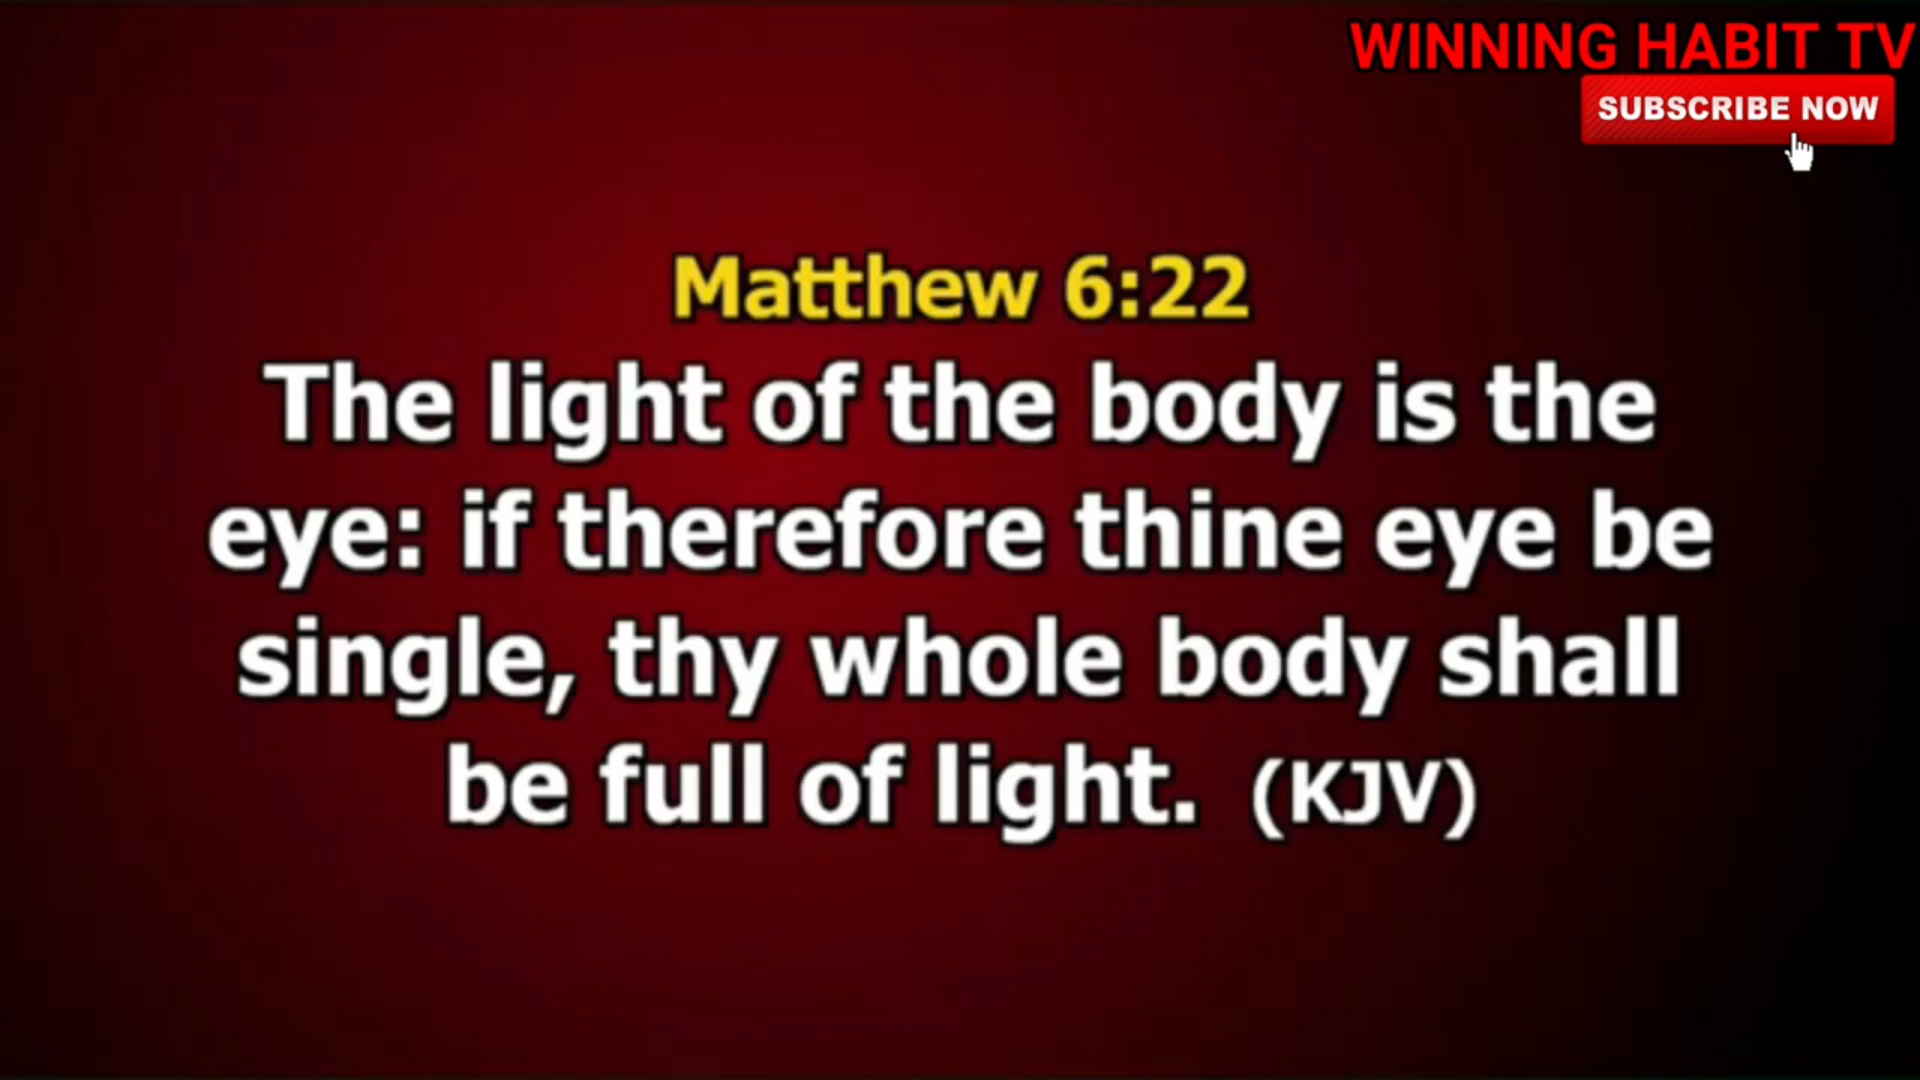 WINNING HABIT TV
SUBSCRIBE NOW
Matthew 6:22
The light of the body is the
eye: if therefore thine eye be
single, thy whole body shall
be full of light. (KJV)